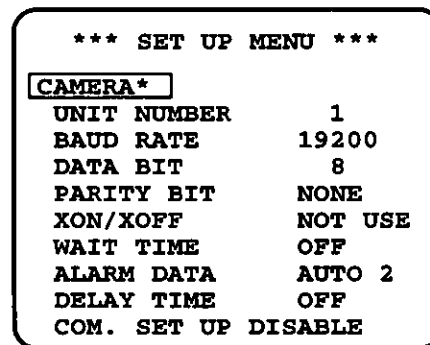 *** SET UP MENU ***
CAMERA*
UNIT NUMBER 1
BAUD RATE 19200
DATA BIT 8
PARITY BIT NONE
XON/XOFF NOT USE
WAIT TIME OFF
ALARM DATA AUTO 2
DELAY TIME OFF
COM. SET UP DISABLE